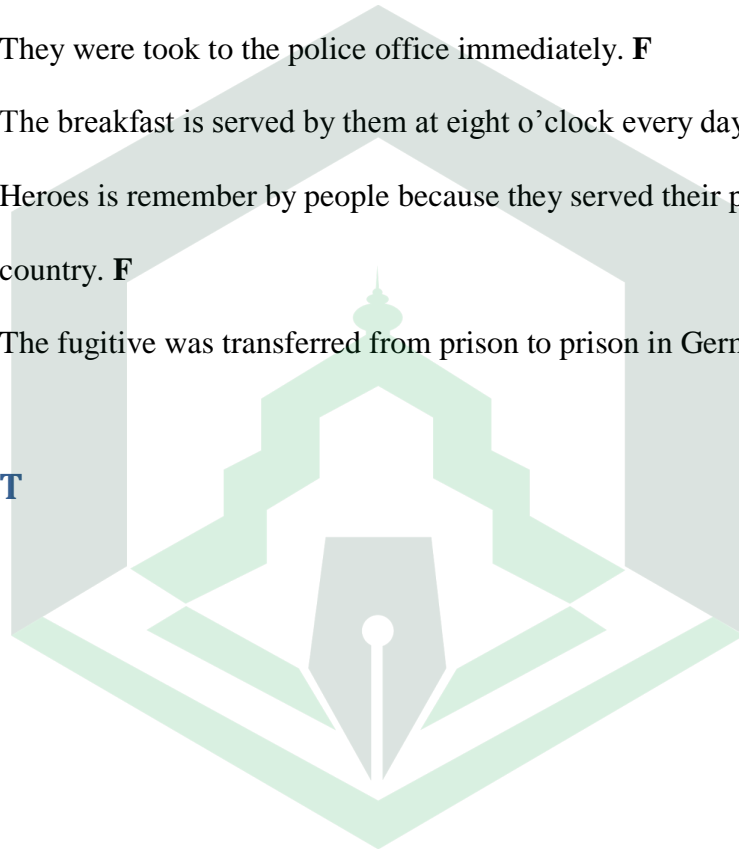 They were took to the police office immediately. F
The breakfast is served by them at eight o’clock every day
Heroes is remember by people because they served their
country. F
The fugitive was transferred from prison to prison in
T